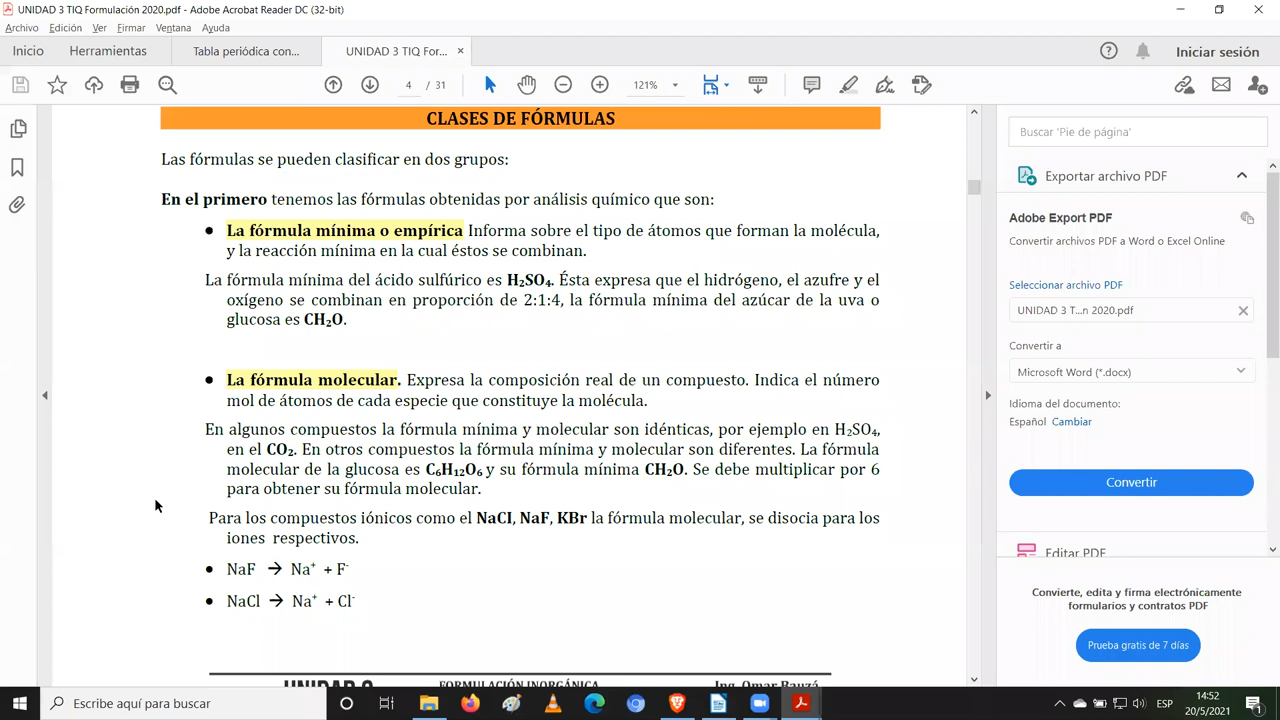 UNIDAD 3 TIQ Formulación 2020.pdf - Adobe Acrobat Reader DC (32-bit)
Archivo Edición Ver Firmar Ventana Ayuda
Inicio Herramientas Tabla periódica con... UNIDAD 3 TIQ For... × Iniciar sesión
4 / 31 121%
CLASES DE FÓRMULAS
Las fórmulas se pueden clasificar en dos grupos:
En el primero tenemos las fórmulas obtenidas por análisis químico que son:
● La fórmula mínima o empírica Informa sobre el tipo de átomos que forman la molécula,
y la reacción mínima en la cual éstos se combinan.
La fórmula mínima del ácido sulfúrico es H₂SO₄. Ésta expresa que el hidrógeno, el azufre y el
oxígeno se combinan en proporción de 2:1:4, la fórmula mínima del azúcar de la uva o
glucosa es CH₂O.
● La fórmula molecular. Expresa la composición real de un compuesto. Indica el número
mol de átomos de cada especie que constituye la molécula.
En algunos compuestos la fórmula mínima y molecular son idénticas, por ejemplo en H₂SO₄,
en el CO₂. En otros compuestos la fórmula mínima y molecular son diferentes. La fórmula
molecular de la glucosa es C₆H₁₂O₆ y su fórmula mínima CH₂O. Se debe multiplicar por 6
para obtener su fórmula molecular.
Para los compuestos iónicos como el NaCI, NaF, KBr la fórmula molecular, se disocia para los
iones respectivos.
● NaF → Na⁺ + F⁻
● NaCl → Na⁺ + Cl⁻
FORMULACIÓN INORGÁNICA
Ing. Omar Bauzá
Buscar 'Pie de página'
Exportar archivo PDF
Adobe Export PDF
Convertir archivos PDF a Word o Excel Online
Seleccionar archivo PDF
UNIDAD 3 T...n 2020.pdf
Convertir a
Microsoft Word (*.docx)
Idioma del documento:
Español Cambiar
Convertir
Editar PDF
Convierte, edita y firma electrónicamente
formularios y contratos PDF
Prueba gratis de 7 días
Escribe aquí para buscar
ESP
14:52
20/5/2021